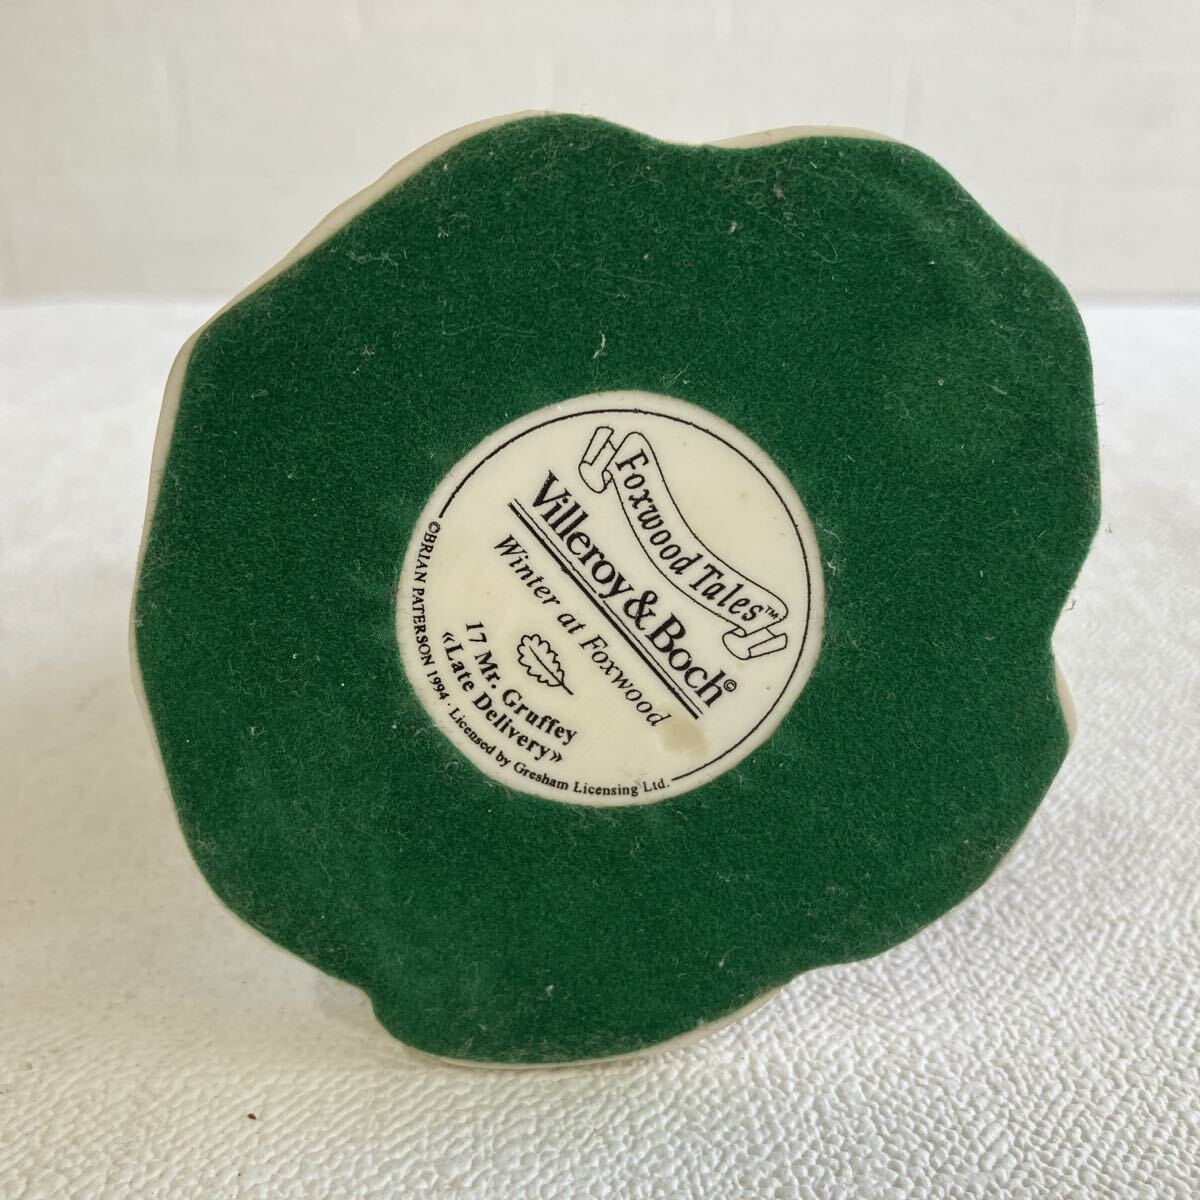 Foxwood Tales™
Villeroy & Boch©
Winter at Foxwood
17 Mr. Gruffey
«Late Delivery»
©BRIAN PATERSON 1994 · Licensed by Gresham Licensing Ltd.